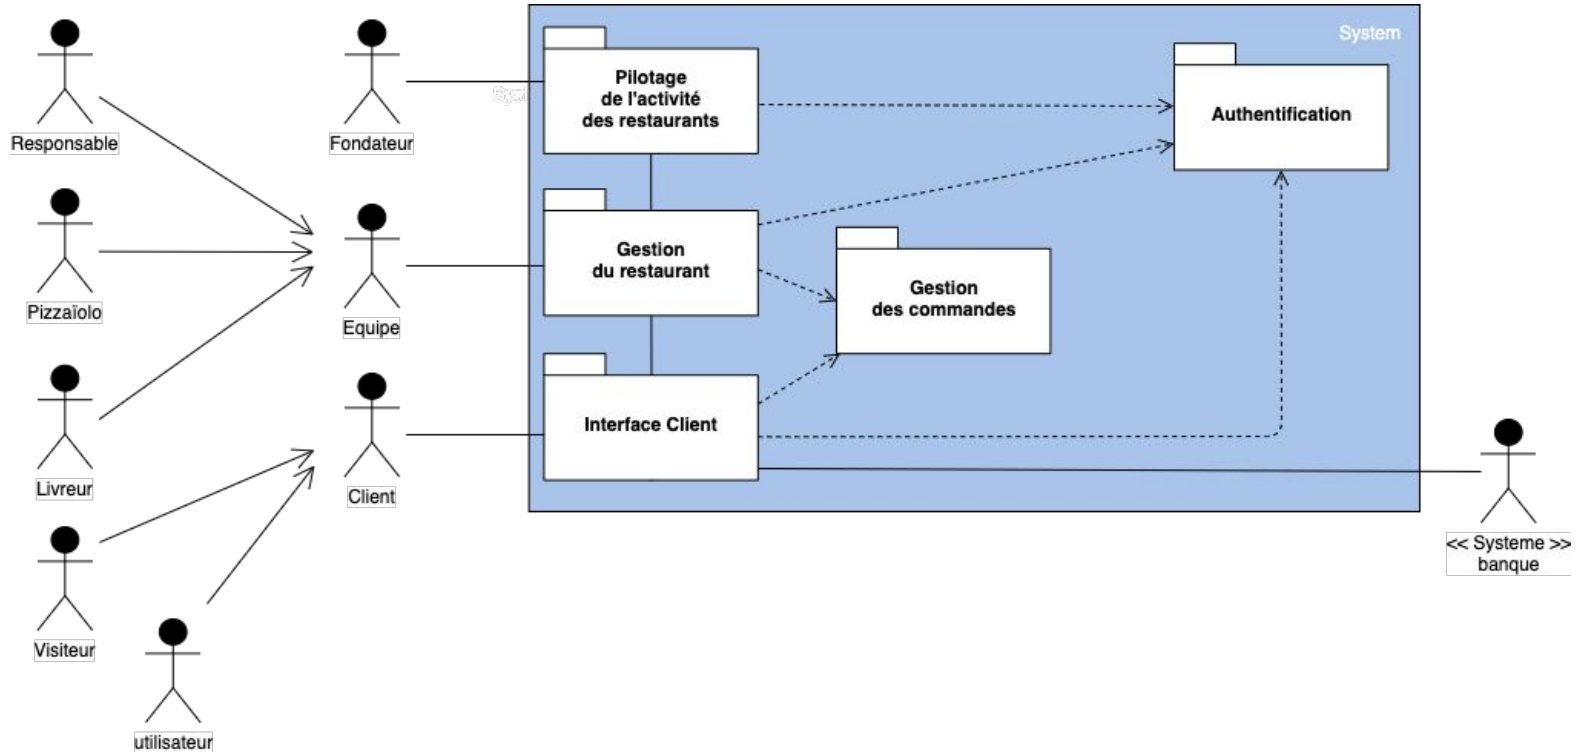 System
Pilotage
de l'activité
des restaurants
Authentification
Responsable
Fondateur
Gestion
du restaurant
Gestion
des commandes
Pizzaïolo
Equipe
Interface Client
Livreur
Client
<< Systeme >>
banque
Visiteur
utilisateur